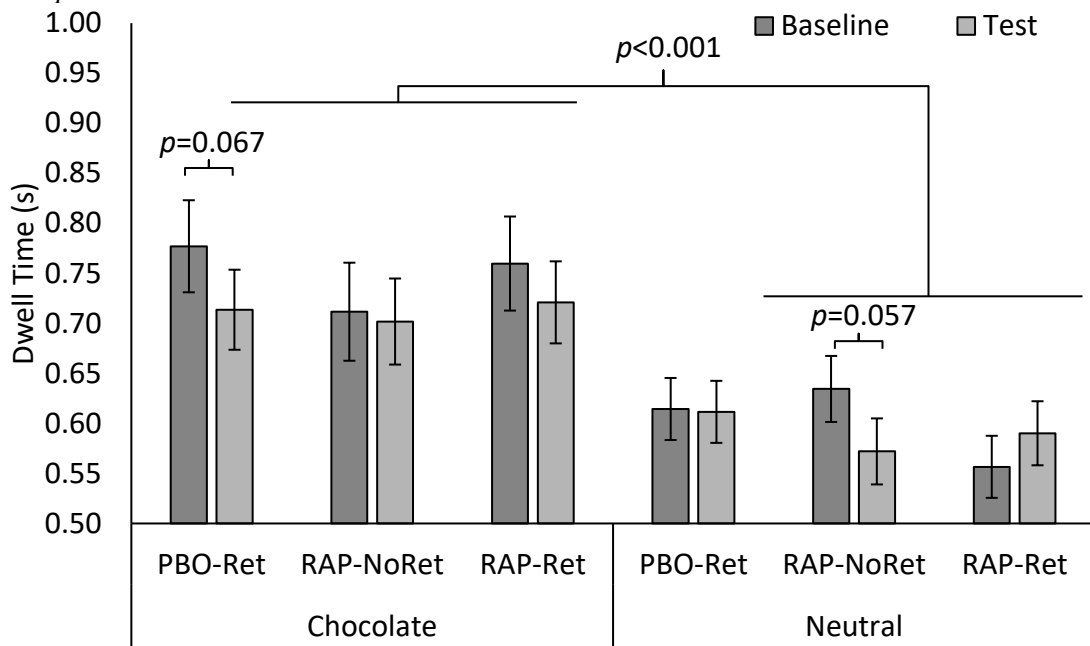 1.00
Baseline
Test
p<0.001
0.95
0.90
p=0.067
0.85
0.80
0.75
0.70
p=0.057
0.65
0.60
0.55
0.50
Dwell Time (s)
PBO-Ret
RAP-NoRet
RAP-Ret
PBO-Ret
RAP-NoRet
RAP-Ret
Chocolate
Neutral